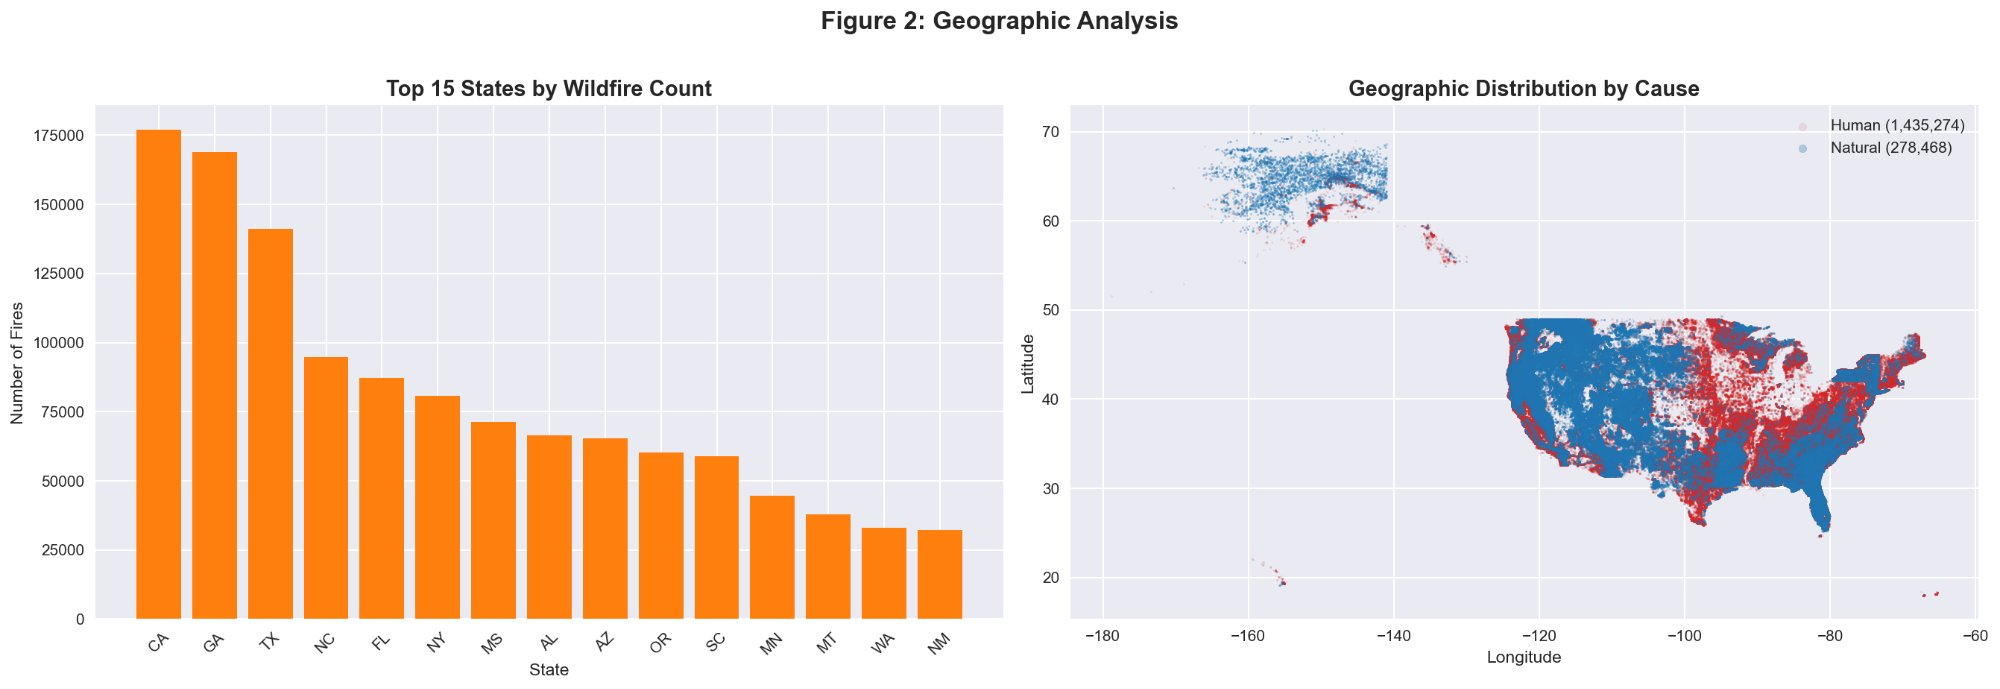 Figure 2: Geographic Analysis
Top 15 States by Wildfire Count
Number of Fires
175000
150000
125000
100000
75000
50000
25000
0
CA GA TX NC FL NY MS AL AZ OR SC MN MT WA NM
State
Geographic Distribution by Cause
Human (1,435,274)
Natural (278,468)
Latitude
70
60
50
40
30
20
−180 −160 −140 −120 −100 −80 −60
Longitude